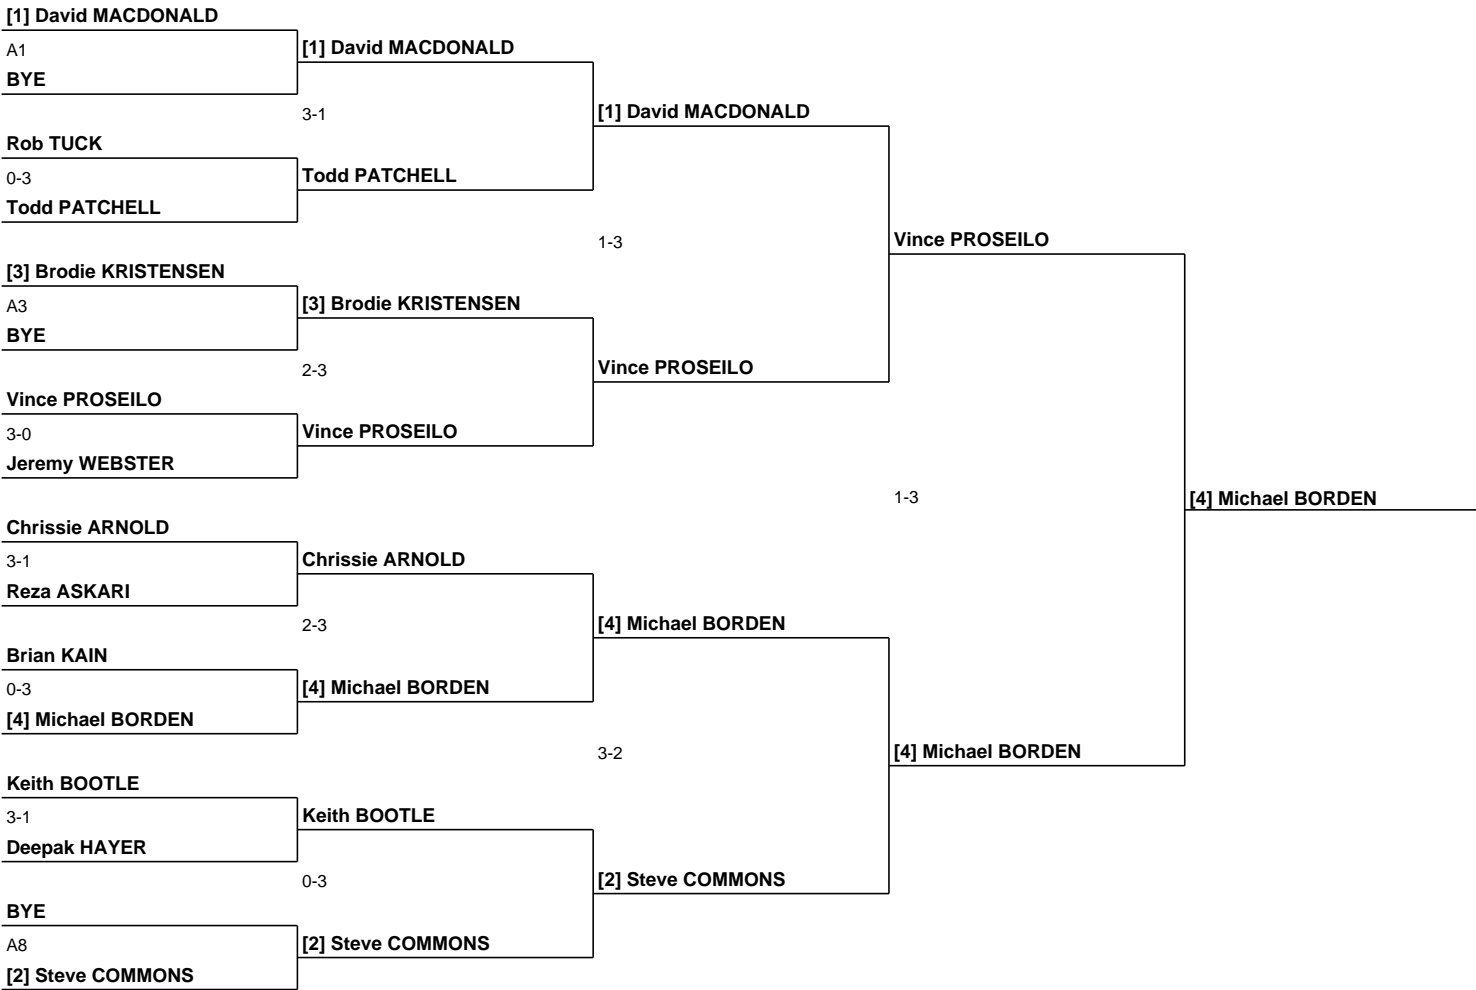 [1] David MACDONALD
A1
BYE
[1] David MACDONALD
3-1
Rob TUCK
0-3
Todd PATCHELL
Todd PATCHELL
[1] David MACDONALD
1-3
[3] Brodie KRISTENSEN
A3
BYE
[3] Brodie KRISTENSEN
2-3
Vince PROSEILO
3-0
Jeremy WEBSTER
Vince PROSEILO
Vince PROSEILO
Vince PROSEILO
1-3
[4] Michael BORDEN
Chrissie ARNOLD
3-1
Reza ASKARI
Chrissie ARNOLD
2-3
Brian KAIN
0-3
[4] Michael BORDEN
[4] Michael BORDEN
[4] Michael BORDEN
3-2
[4] Michael BORDEN
Keith BOOTLE
3-1
Deepak HAYER
Keith BOOTLE
0-3
BYE
A8
[2] Steve COMMONS
[2] Steve COMMONS
[2] Steve COMMONS